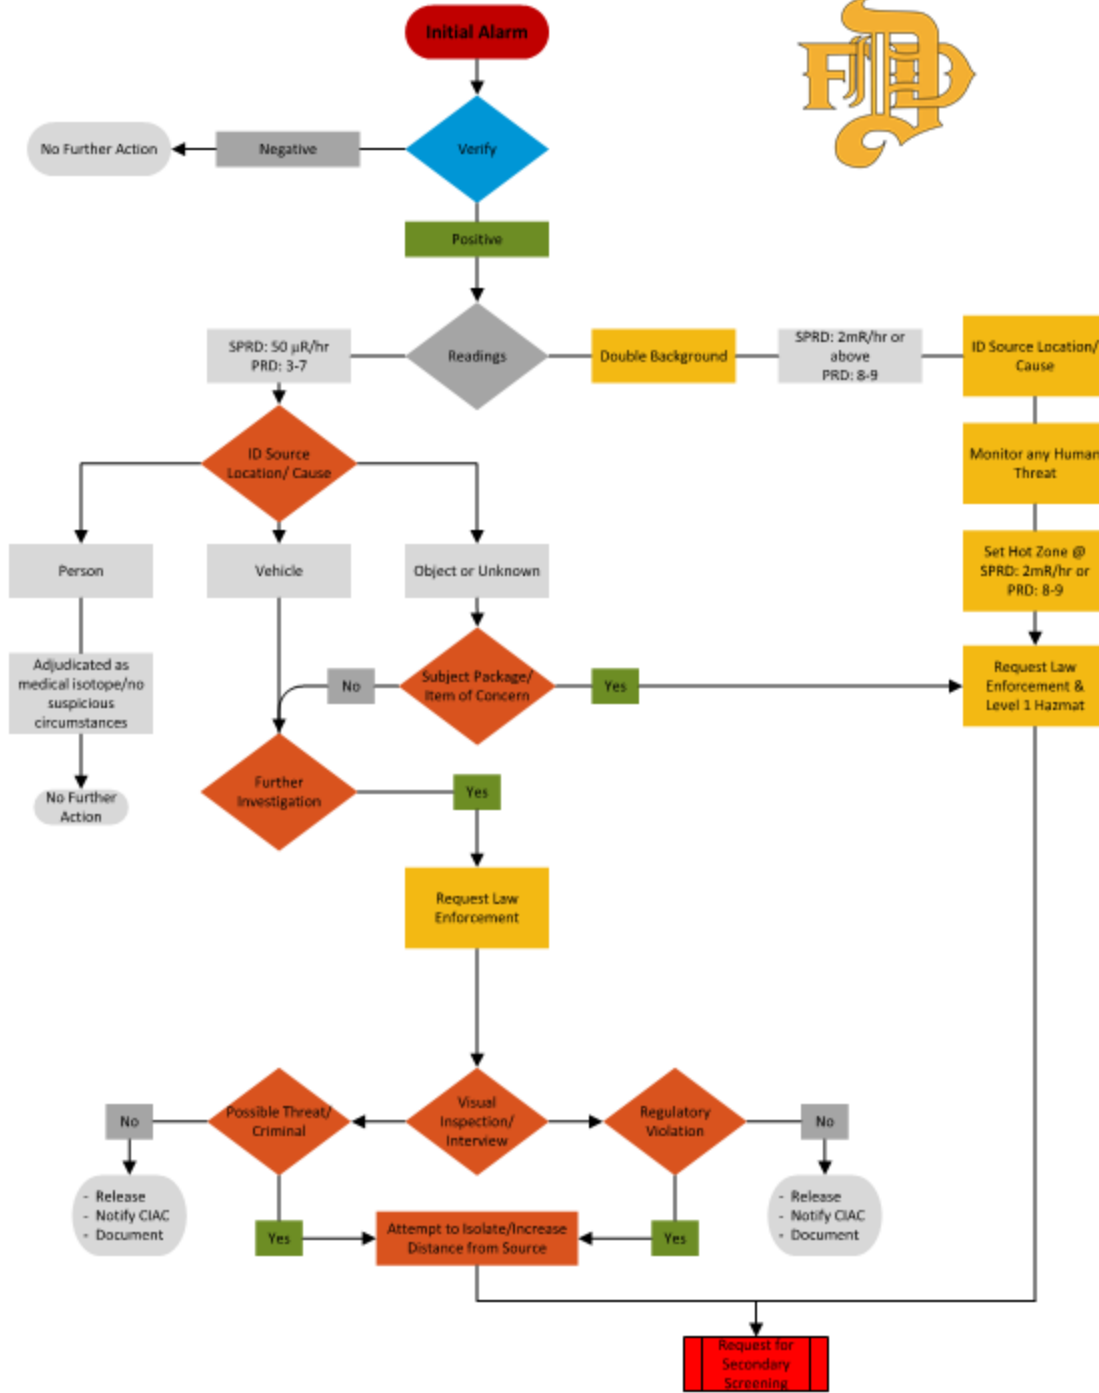 Initial Alarm
FJDB
No Further Action
Negative
Verify
Positive
SPRD: 50 µR/hr
PRD: 3-7
Readings
Double Background
SPRD: 2mR/hr or
above
PRD: 8-9
ID Source Location/
Cause
ID Source
Location/ Cause
Monitor any Human
Threat
Person
Vehicle
Object or Unknown
Set Hot Zone @
SPRD: 2mR/hr or
PRD: 8-9
Adjudicated as
medical isotope/no
suspicious
circumstances
No
Subject Package/
Item of Concern
Yes
Request Law
Enforcement &
Level 1 Hazmat
No Further
Action
Further
Investigation
Yes
Request Law
Enforcement
No
Possible Threat/
Criminal
Visual
Inspection/
Interview
Regulatory
Violation
No
- Release
- Notify CIAC
- Document
Yes
Attempt to Isolate/Increase
Distance from Source
Yes
- Release
- Notify CIAC
- Document
Request for
Secondary
Screening